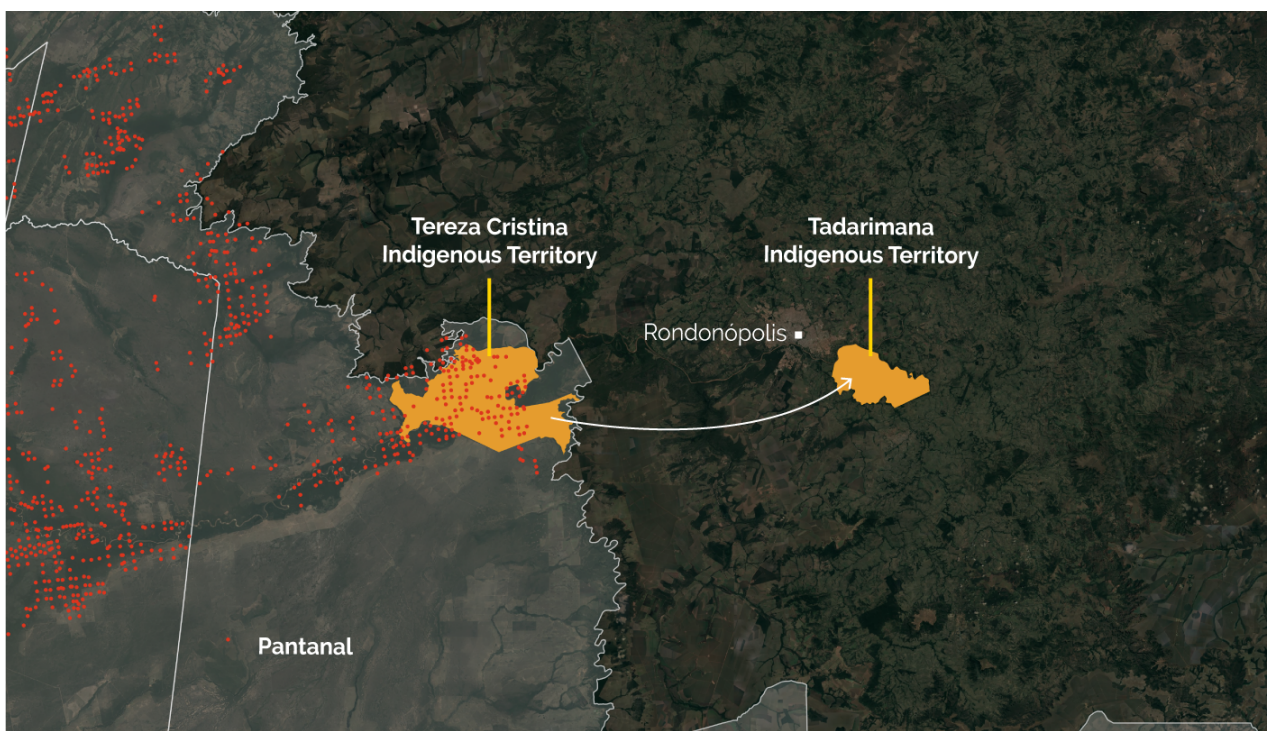 Tereza Cristina
Indigenous Territory
Tadarimana
Indigenous Territory
Rondonópolis
Pantanal